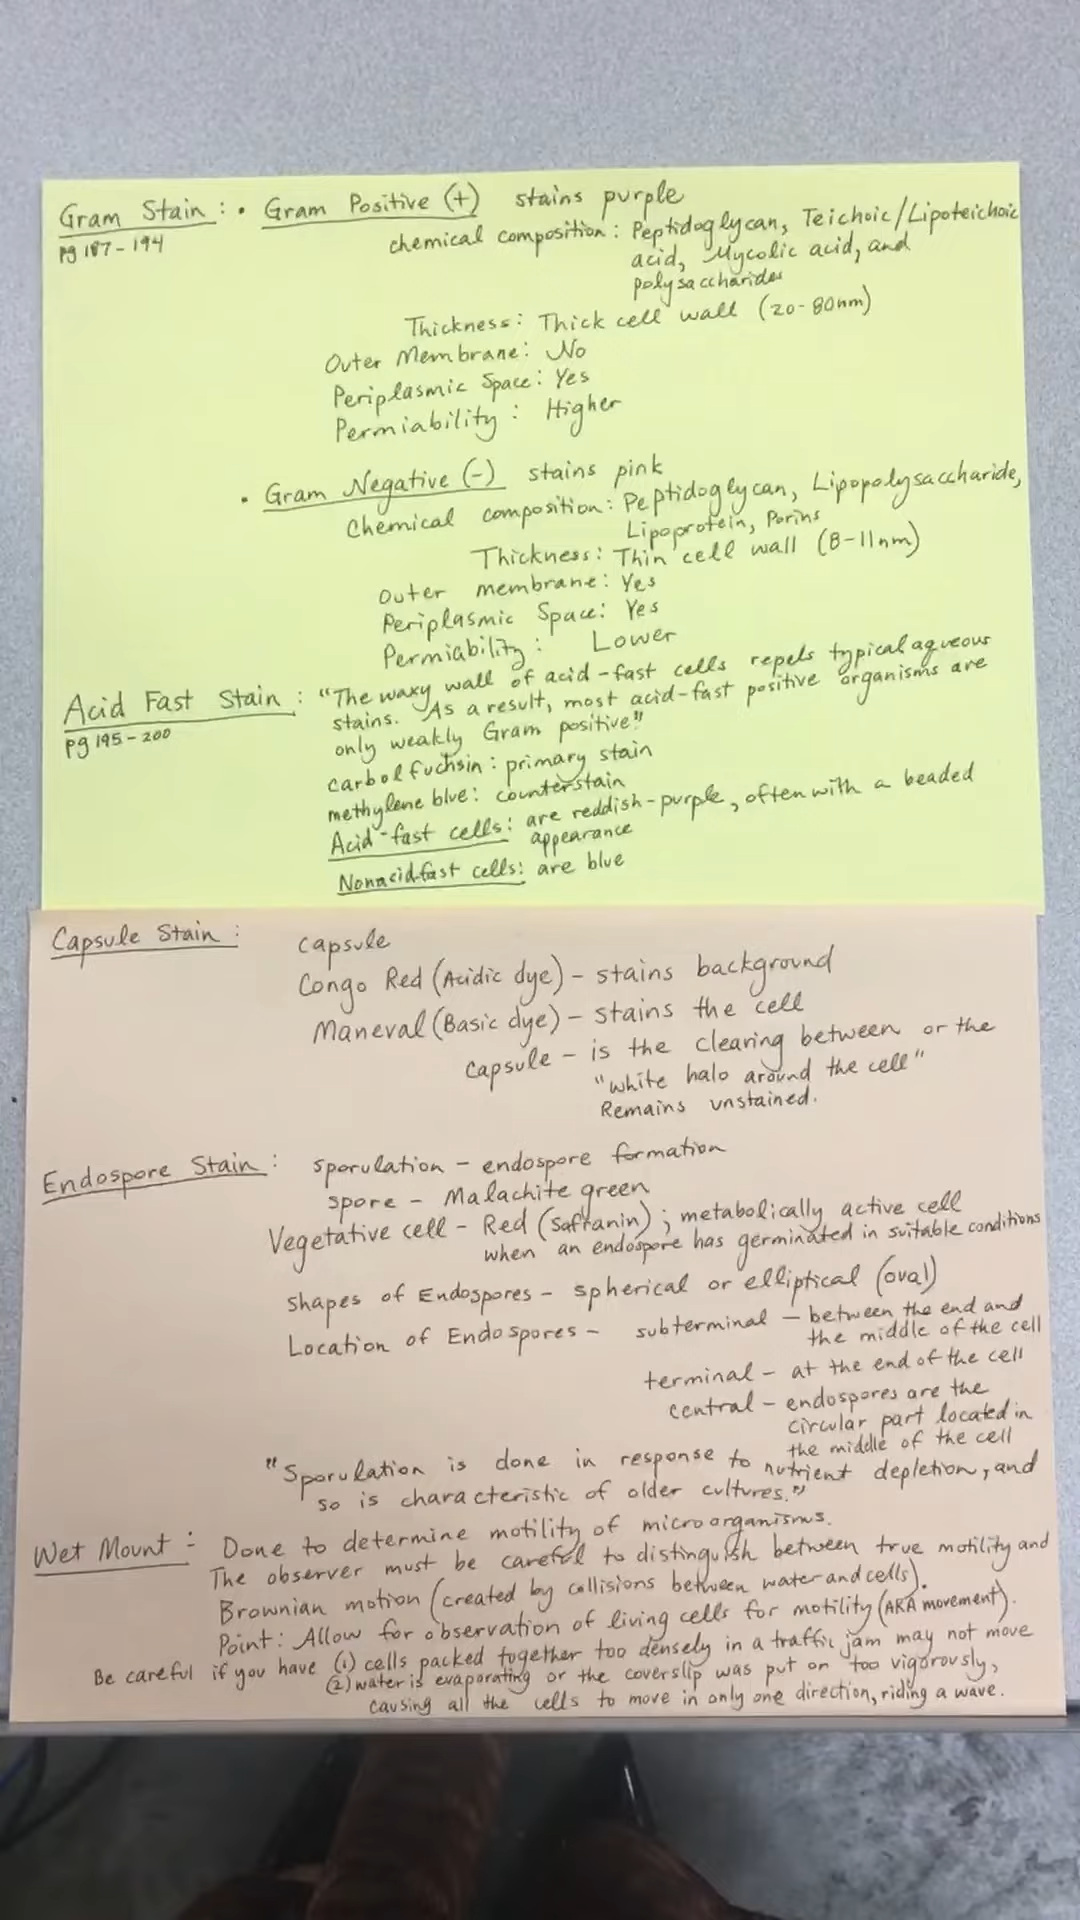 Gram Stain : • Gram Positive (+) stains purple
pg 187-194
chemical composition : Peptidoglycan, Teichoic/Lipoteichoic
acid, Mycolic acid, and
polysaccharides
Thickness: Thick cell wall (20-80nm)
Outer Membrane: No
Periplasmic Space: Yes
Permiability : Higher
• Gram Negative (-) stains pink
Chemical composition: Peptidoglycan, Lipopolysaccharide,
Lipoprotein, Porins
Thickness: Thin cell wall (8-11nm)
Outer membrane: Yes
Periplasmic Space: Yes
Permiability : Lower
Acid Fast Stain : "The waxy wall of acid-fast cells repels typical aqueous
pg 195-200
stains. As a result, most acid-fast positive organisms are
only weakly Gram positive"
carbolfuchsin : primary stain
methylene blue: counterstain
Acid-fast cells: are reddish-purple, often with a beaded
appearance
Nonacidfast cells: are blue
Capsule Stain : capsule
Congo Red (Acidic dye) - stains background
Maneval (Basic dye) - stains the cell
capsule - is the clearing between or the
"white halo around the cell"
Remains unstained.
Endospore Stain : sporulation - endospore formation
spore - Malachite green
Vegetative cell - Red (Saffranin) ; metabolically active cell
when an endospore has germinated in suitable conditions
Shapes of Endospores - spherical or elliptical (oval)
Location of Endospores - subterminal - between the end and
the middle of the cell
terminal - at the end of the cell
central - endospores are the
circular part located in
the middle of the cell
"Sporulation is done in response to nutrient depletion, and
so is characteristic of older cultures."
Wet Mount : Done to determine motility of microorganisms.
The observer must be careful to distinguish between true motility and
Brownian motion (created by collisions between water and cells).
Point: Allow for observation of living cells for motility (AKA movement).
Be careful if you have (1) cells packed together too densely in a traffic jam may not move
(2) water is evaporating or the coverslip was put on too vigorously,
causing all the cells to move in only one direction, riding a wave.